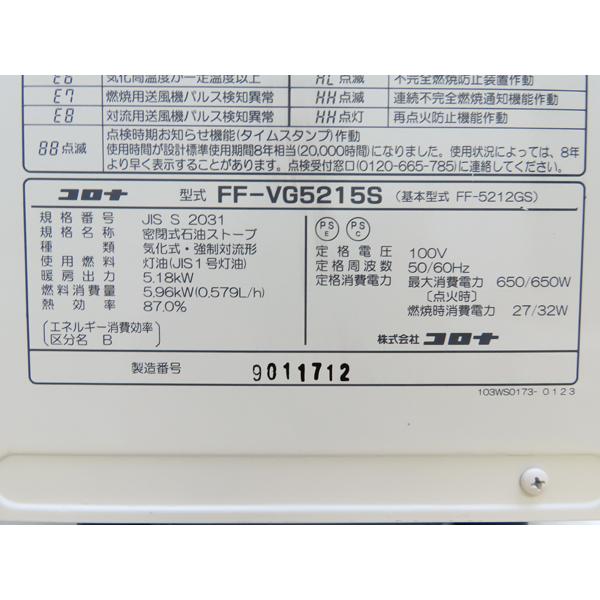 E6 気化筒温度が一定温度以上 HL 点滅 不完全燃焼防止装置作動
E7 燃焼用送風機パルス検知異常 HH 点滅 連続不完全燃焼通知機能作動
E8 対流用送風機パルス検知異常 HH 点灯 再点火防止機能作動
88 点滅 点検時期お知らせ機能(タイムスタンプ)作動
使用時間が設計標準使用期間8年相当(20,000時間)になりました。使用状況によっては、8年
より早く表示することがあります。点検受付窓口(0120-665-785)に連絡してください。
コロナ 型式 FF-VG5215S (基本型式 FF-5212GS)
規格番号 JIS S 2031
規格名称 密閉式石油ストーブ
種類 気化式・強制対流形
使用燃料 灯油(JIS1号灯油)
暖房出力 5.18kW
燃料消費量 5.96kW(0.579L/h)
熱効率 87.0%
(エネルギー消費効率)
区分名 B
PS E PS C
定格電圧 100V
定格周波数 50/60Hz
定格消費電力 最大消費電力 650/650W
〔点火時〕
燃焼時消費電力 27/32W
株式会社 コロナ
製造番号 9011712
103WS0173-0123